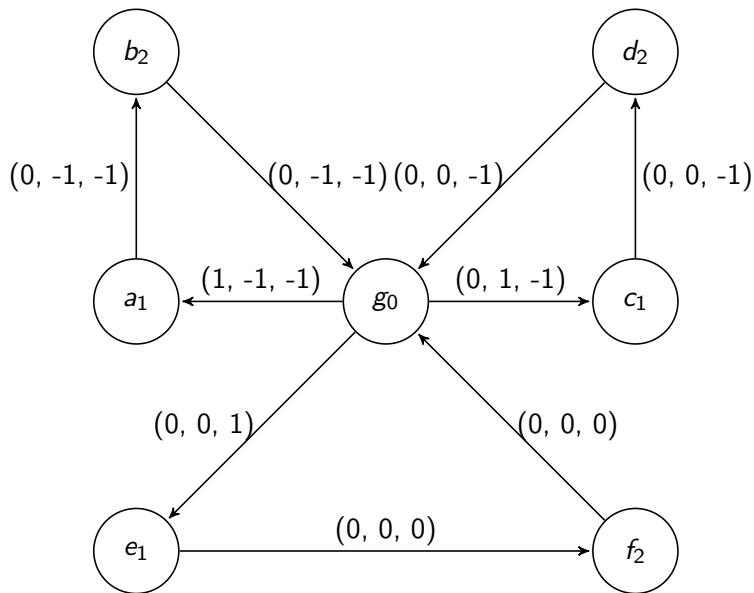 b₂ d₂
(0, -1, -1) (0, -1, -1) (0, 0, -1) (0, 0, -1)
(1, -1, -1) (0, 1, -1)
a₁ g₀ c₁
(0, 0, 1) (0, 0, 0)
(0, 0, 0)
e₁ f₂